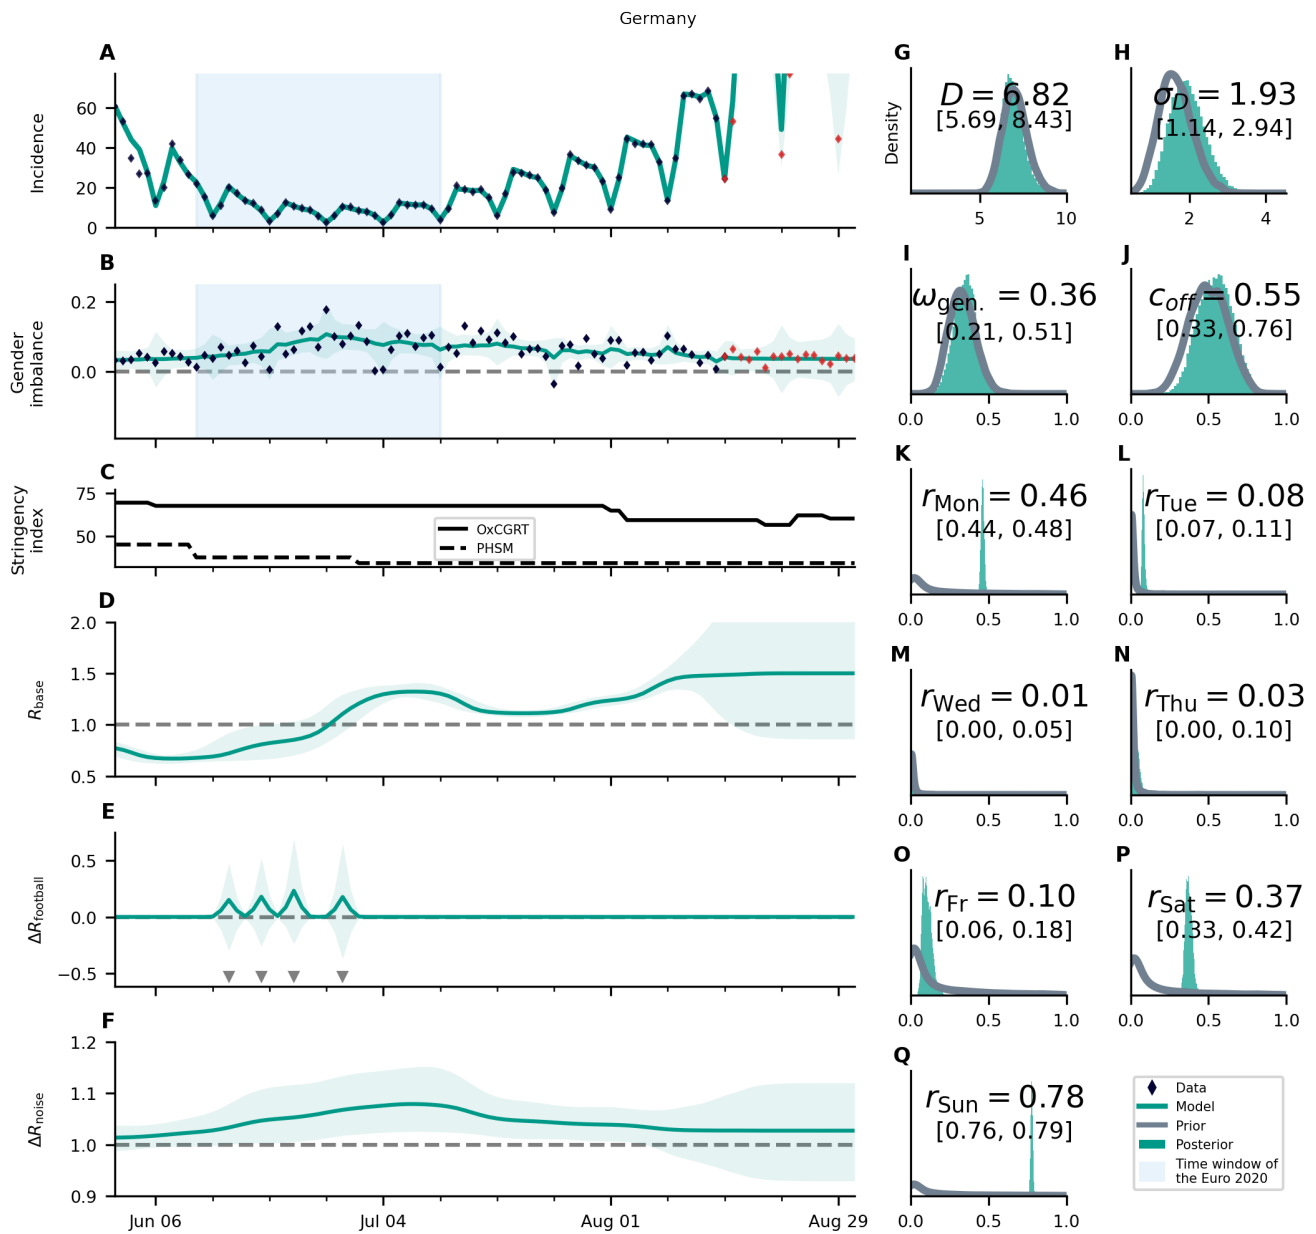 Germany
A
Incidence
60
40
20
0
B
Gender
imbalance
0.2
0.0
C
Stringency
index
75
50
OxCGRT
PHSM
D
R_base
2.0
1.5
1.0
0.5
E
ΔR_football
0.5
0.0
−0.5
F
ΔR_noise
1.2
1.1
1.0
0.9
Jun 06 Jul 04 Aug 01 Aug 29
G
Density
D = 6.82
[5.69, 8.43]
5 10
H
σ_D = 1.93
[1.14, 2.94]
2 4
I
ω_gen. = 0.36
[0.21, 0.51]
0.0 0.5 1.0
J
c_off = 0.55
[0.33, 0.76]
0.0 0.5 1.0
K
r_Mon = 0.46
[0.44, 0.48]
0.0 0.5 1.0
L
r_Tue = 0.08
[0.07, 0.11]
0.0 0.5 1.0
M
r_Wed = 0.01
[0.00, 0.05]
0.0 0.5 1.0
N
r_Thu = 0.03
[0.00, 0.10]
0.0 0.5 1.0
O
r_Fr = 0.10
[0.06, 0.18]
0.0 0.5 1.0
P
r_Sat = 0.37
[0.33, 0.42]
0.0 0.5 1.0
Q
r_Sun = 0.78
[0.76, 0.79]
0.0 0.5 1.0
Data
Model
Prior
Posterior
Time window of
the Euro 2020